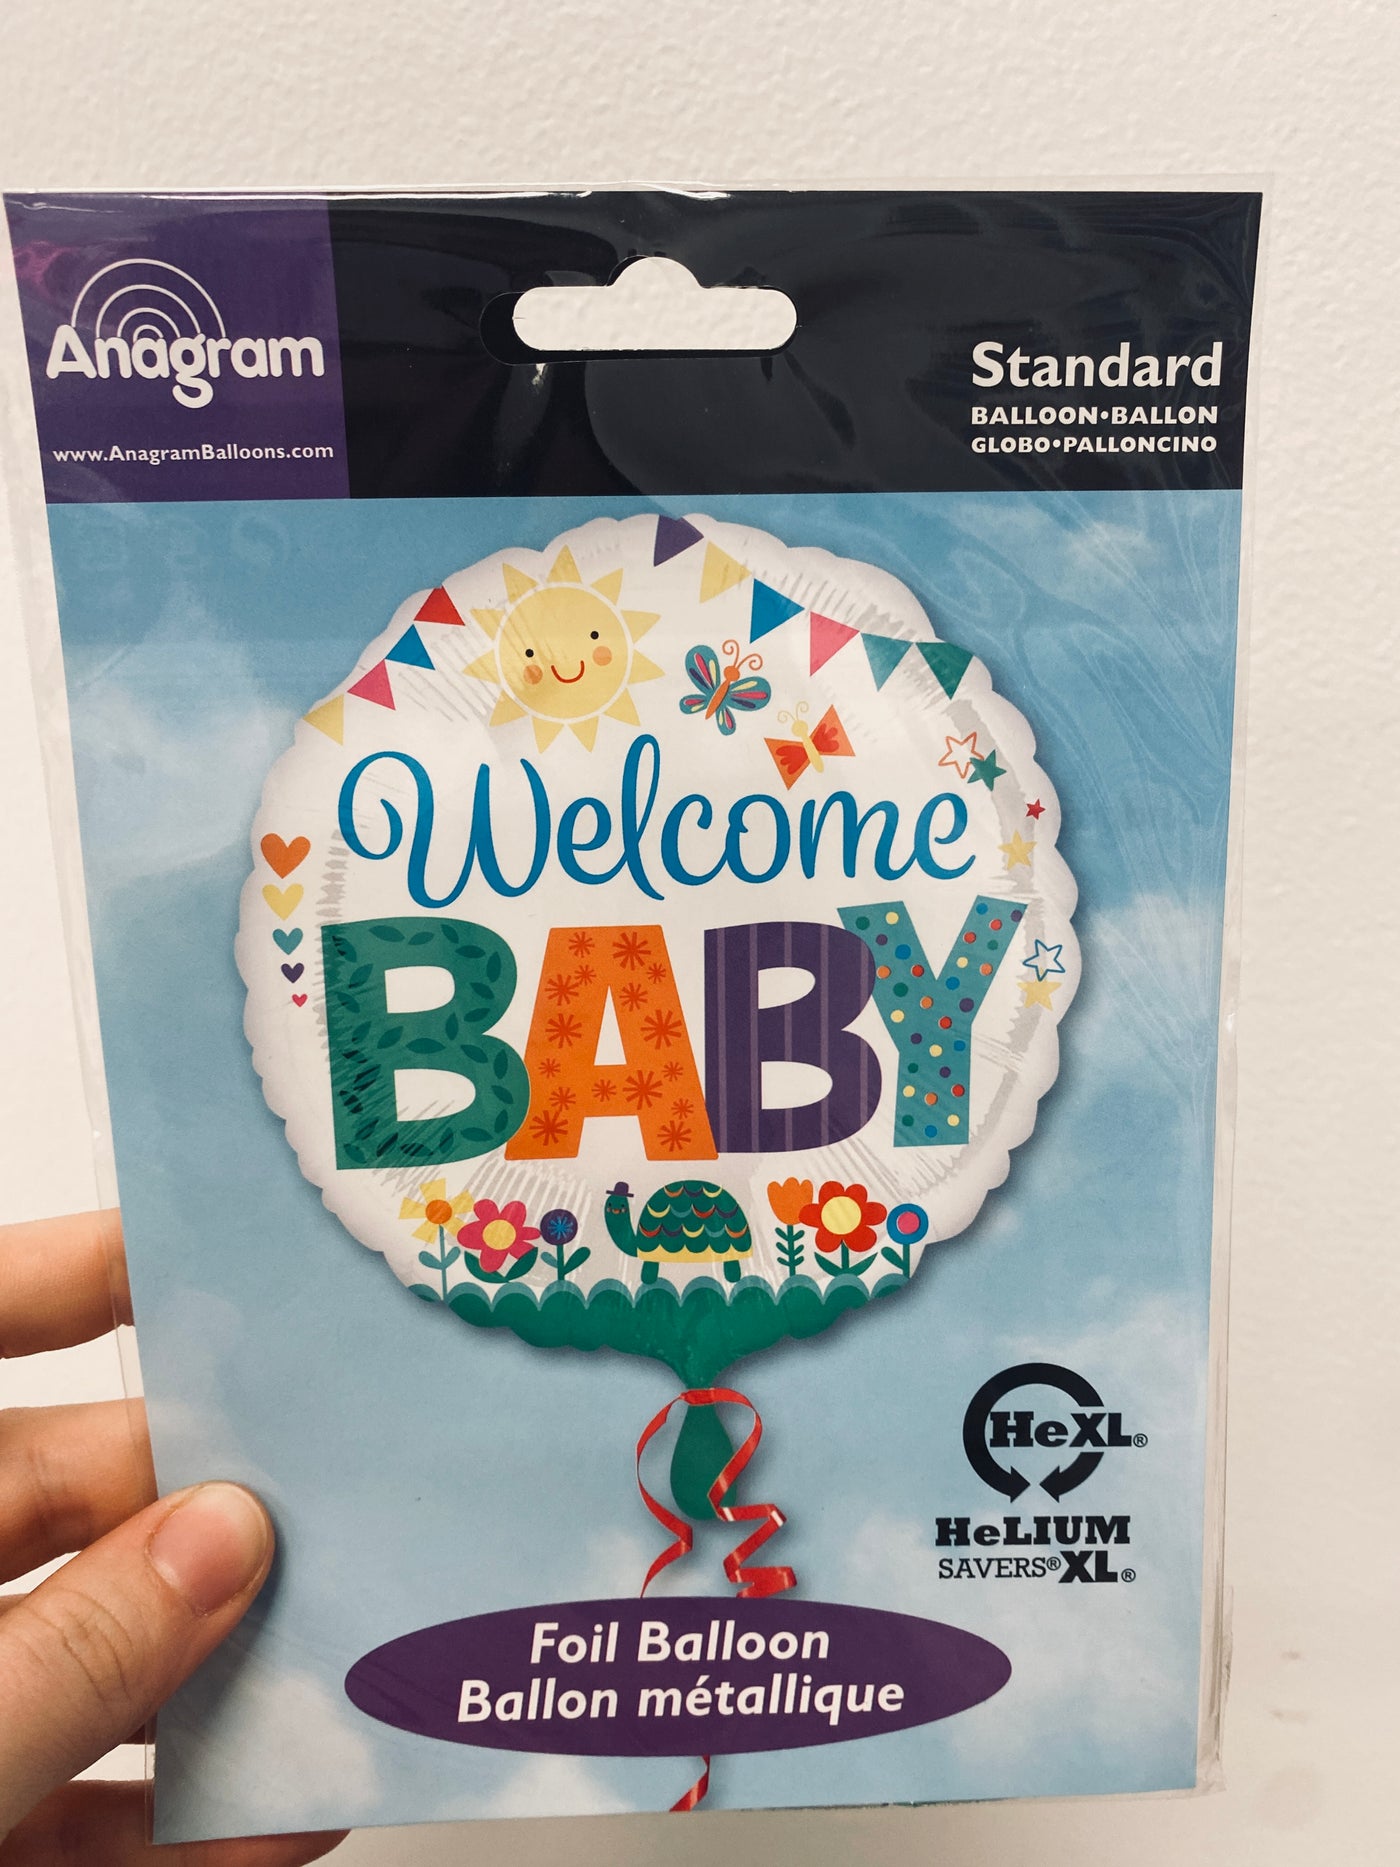 Anagram
www.AnagramBalloons.com
Standard
BALLOON•BALLON
GLOBO•PALLONCINO
Welcome
BABY
HeXL®
HeLIUM
SAVERS®XL®
Foil Balloon
Ballon métallique